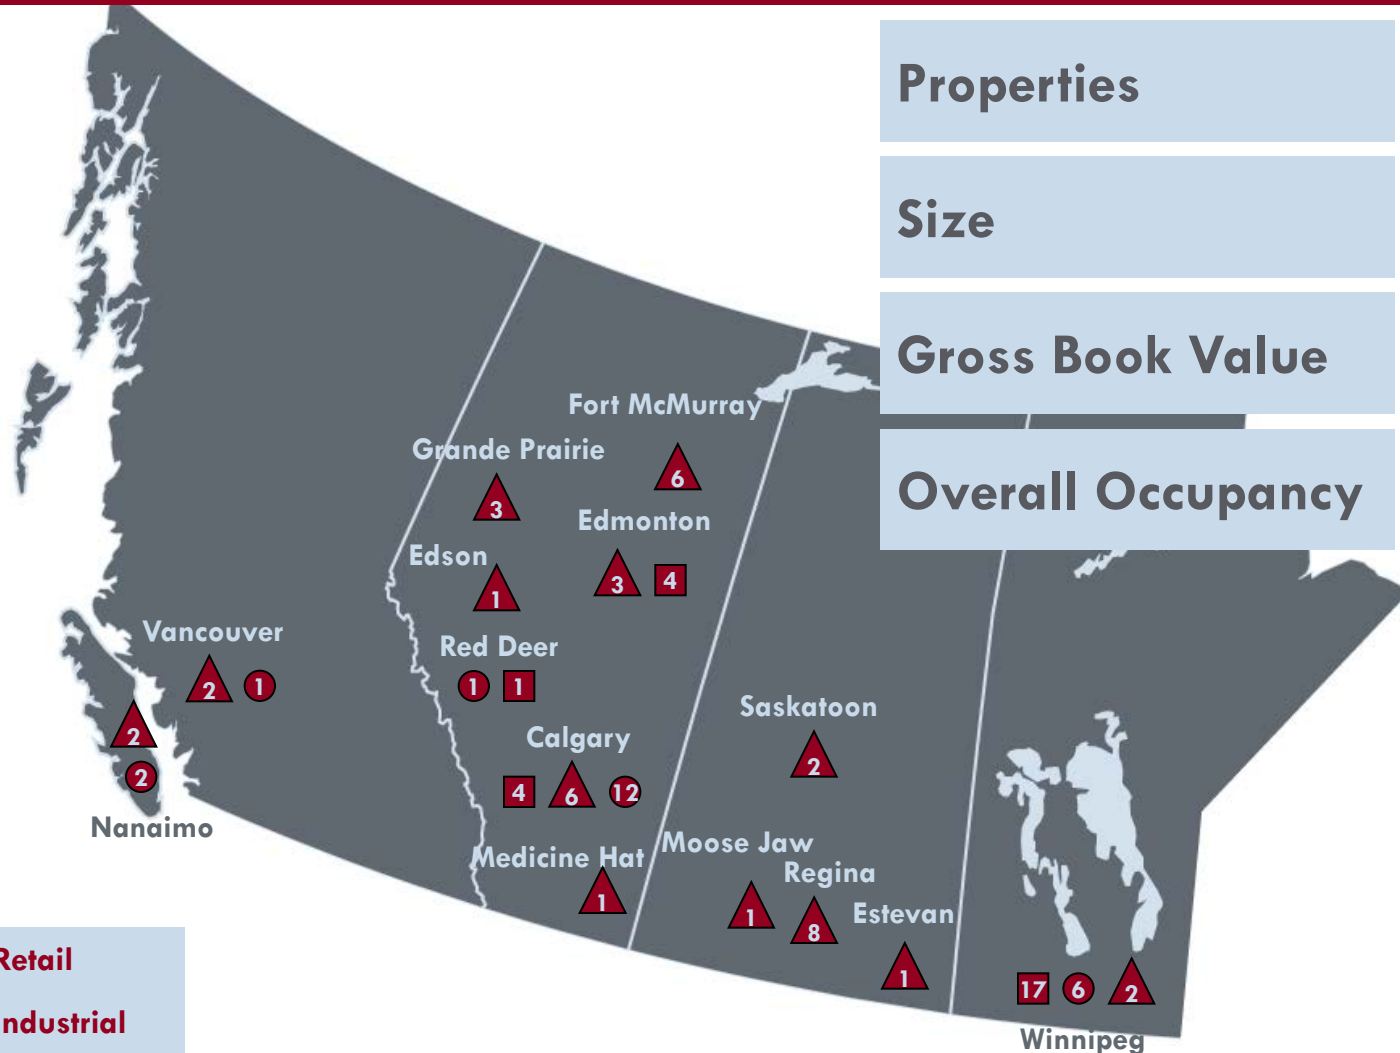 Properties
Size
Gross Book Value
Overall Occupancy
Fort McMurray
6
Grande Prairie
3
Edmonton
3 4
Edson
1
Vancouver
2 1
Red Deer
1 1
2
2
Nanaimo
Calgary
4 6 12
Saskatoon
2
Medicine Hat
1
Moose Jaw
1
Regina
8
Estevan
1
17 6 2
Winnipeg
Retail
Industrial